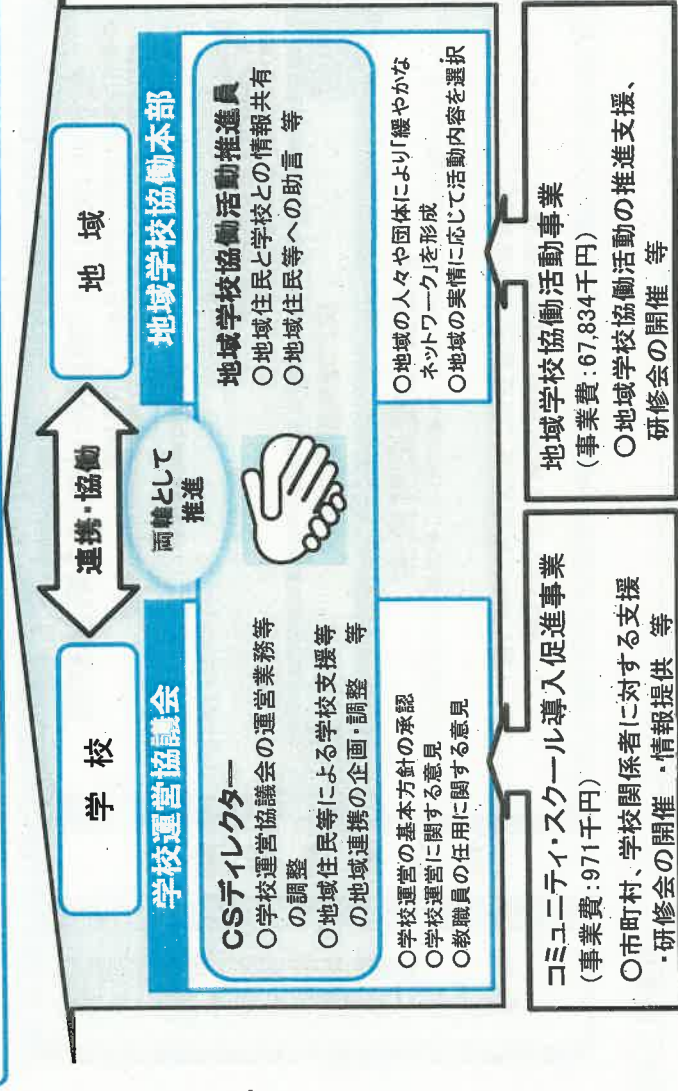 学校
連携・協働
地域
学校運営協議会
両輪として
推進
地域学校協働本部
CSディレクター
○学校運営協議会の運営業務等
の調整
○地域住民等による学校支援等
の地域連携の企画・調整 等
地域学校協働活動推進員
○地域住民と学校との情報共有
○地域住民等への助言 等
○学校運営の基本方針の承認
○学校運営に関する意見
○教職員の任用に関する意見
○地域の人々や団体により「緩やかな
ネットワーク」を形成
○地域の実情に応じて活動内容を選択
コミュニティ・スクール導入促進事業
(事業費:971千円)
○市町村、学校関係者に対する支援
・研修会の開催 ・情報提供 等
地域学校協働活動事業
(事業費:67,834千円)
○地域学校協働活動の推進支援、
研修会の開催 等